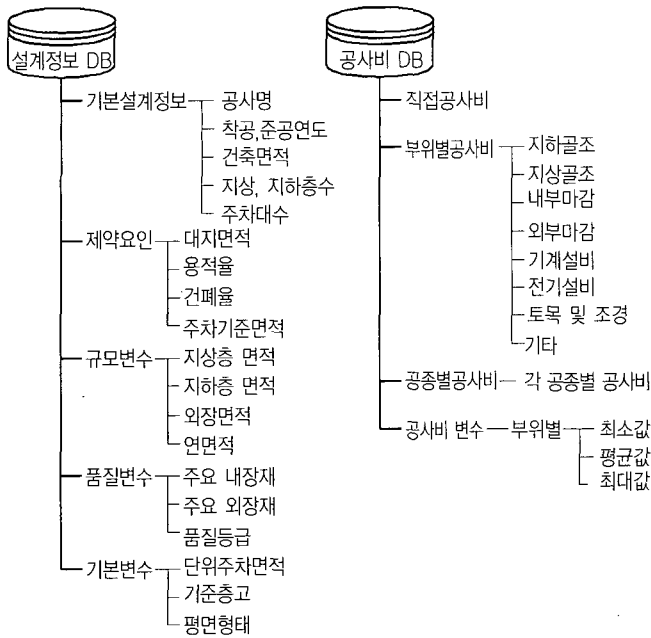 설계정보 DB
기본설계정보
공사명
착공,준공연도
건축면적
지상, 지하층수
주차대수
제약요인
대지면적
용적율
건폐율
주차기준면적
규모변수
지상층 면적
지하층 면적
외장면적
연면적
품질변수
주요 내장재
주요 외장재
품질등급
기본변수
단위주차면적
기준층고
평면형태
공사비 DB
직접공사비
부위별공사비
지하골조
지상골조
내부마감
외부마감
기계설비
전기설비
토목 및 조경
기타
공종별공사비
각 공종별 공사비
공사비 변수
부위별
최소값
평균값
최대값